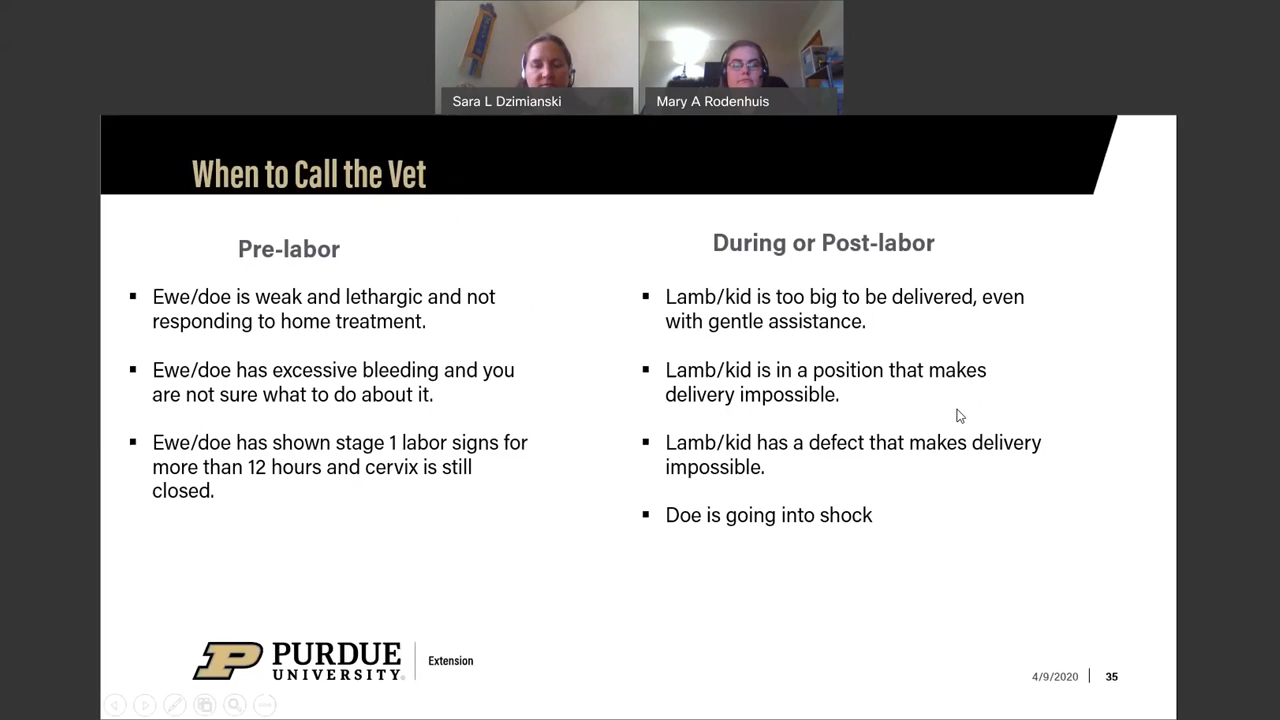 Sara L Dzimianski
Mary A Rodenhuis
When to Call the Vet
Pre-labor
▪ Ewe/doe is weak and lethargic and not
responding to home treatment.
▪ Ewe/doe has excessive bleeding and you
are not sure what to do about it.
▪ Ewe/doe has shown stage 1 labor signs for
more than 12 hours and cervix is still
closed.
During or Post-labor
▪ Lamb/kid is too big to be delivered, even
with gentle assistance.
▪ Lamb/kid is in a position that makes
delivery impossible.
▪ Lamb/kid has a defect that makes delivery
impossible.
▪ Doe is going into shock
PURDUE
UNIVERSITY.
Extension
4/9/2020
35